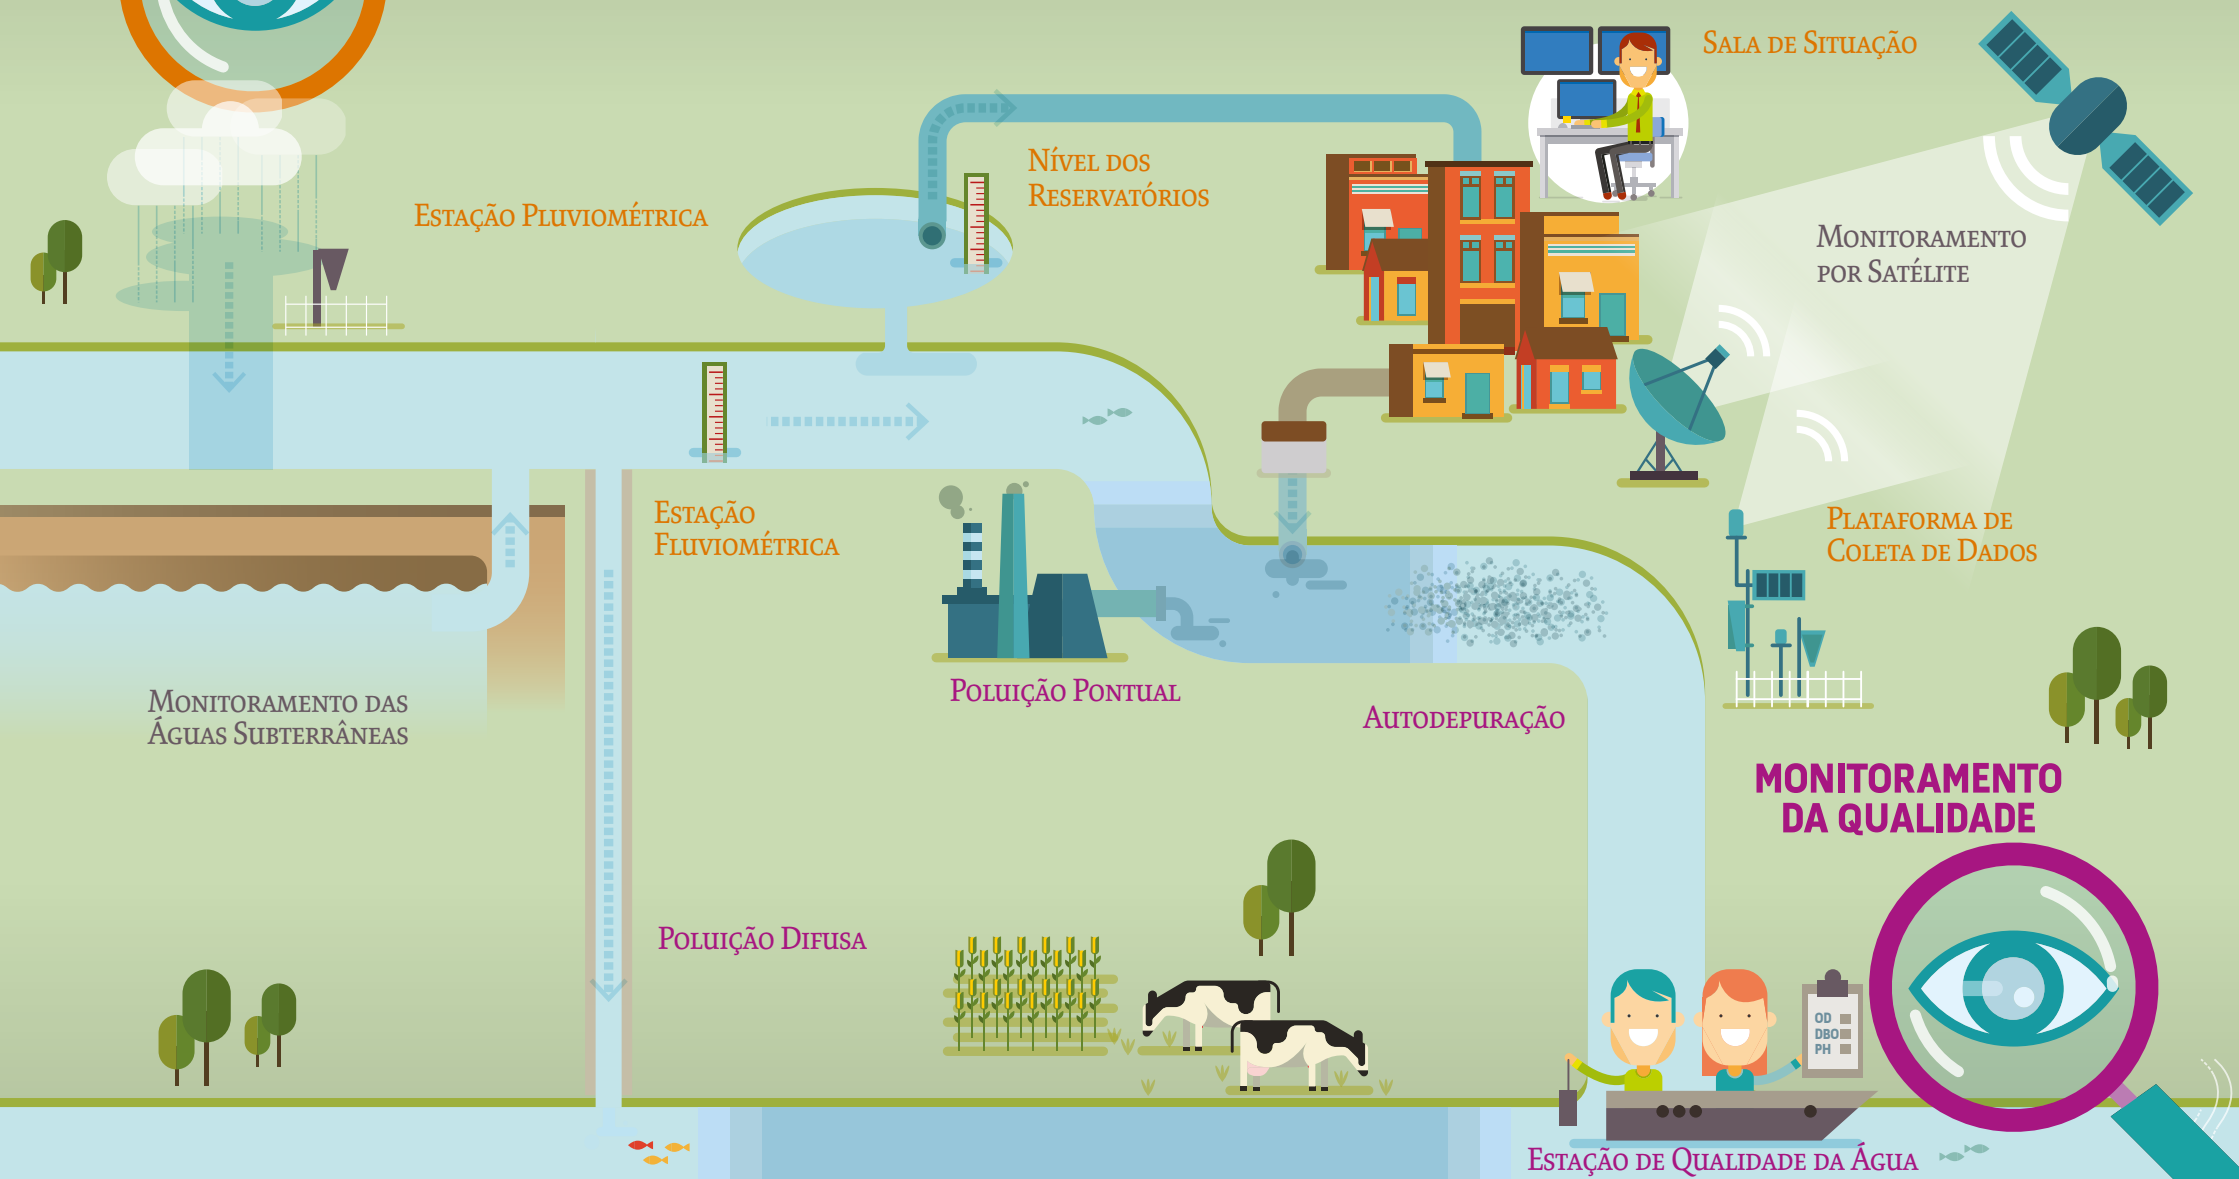 Sala de Situação
Nível dos
Reservatórios
Estação Pluviométrica
Monitoramento
por Satélite
Estação
Fluviométrica
Plataforma de
Coleta de Dados
Monitoramento das
Águas Subterrâneas
Poluição Pontual
Autodepuração
MONITORAMENTO
DA QUALIDADE
Poluição Difusa
OD
DBO
PH
Estação de Qualidade da Água